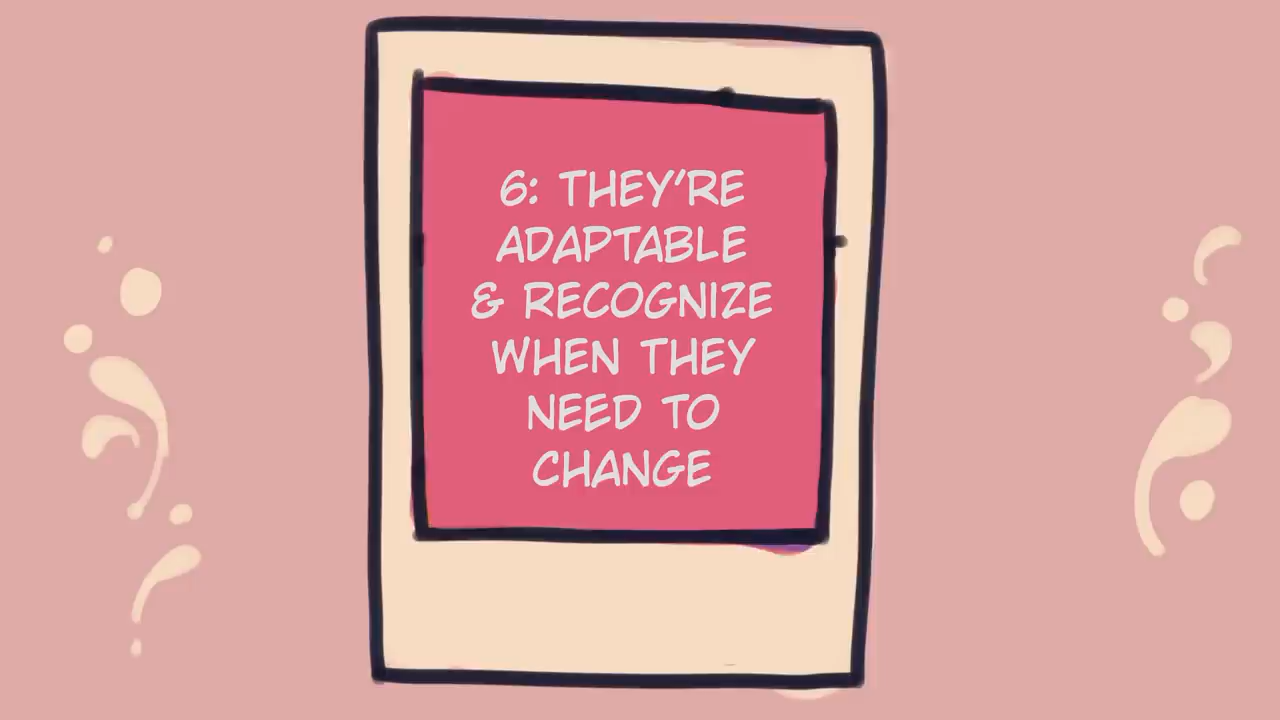 6: THEY'RE
ADAPTABLE
& RECOGNIZE
WHEN THEY
NEED TO
CHANGE